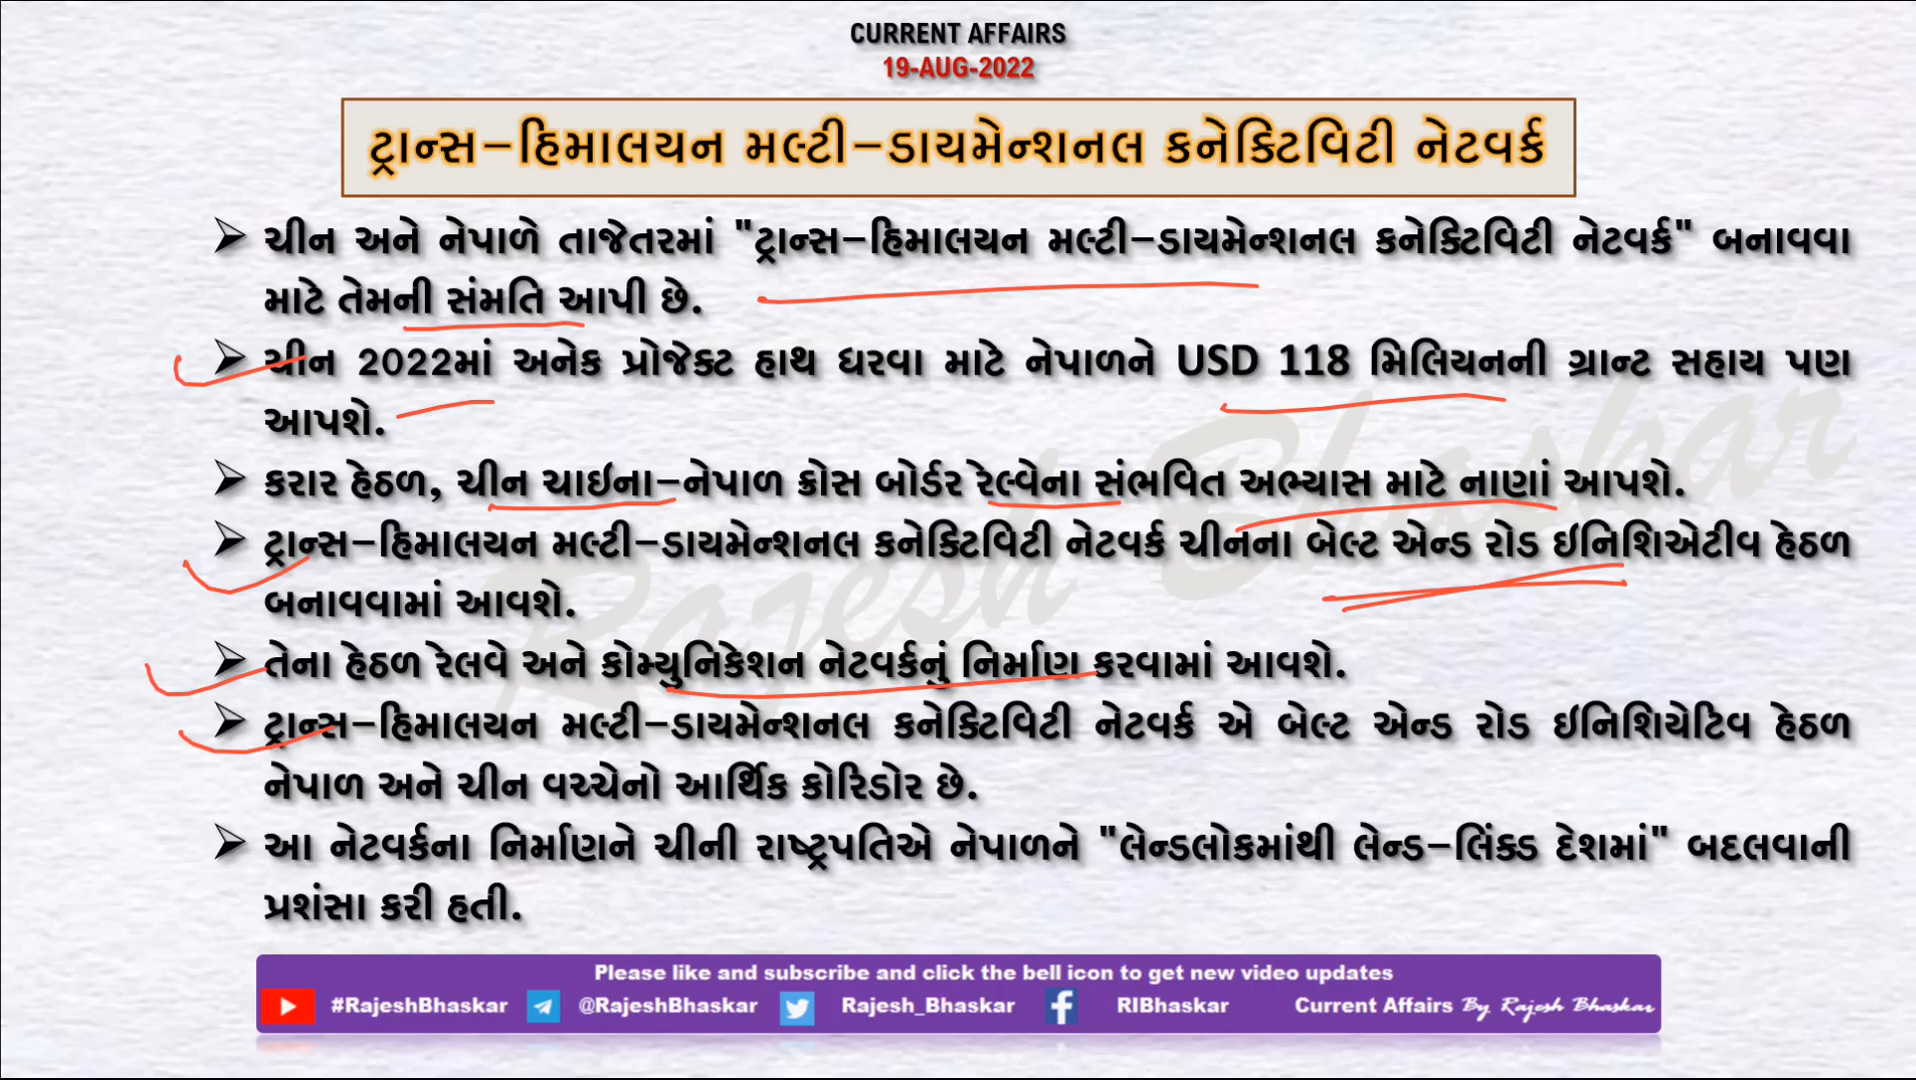 CURRENT AFFAIRS
19-AUG-2022
ટ્રાન્સ-હિમાલયન મલ્ટી-ડાયમેન્શનલ કનેક્ટિવિટી નેટવર્ક
➢ ચીન અને નેપાળે તાજેતરમાં "ટ્રાન્સ-હિમાલયન મલ્ટી-ડાયમેન્શનલ કનેક્ટિવિટી નેટવર્ક" બનાવવા
માટે તેમની સંમતિ આપી છે.
➢ ચીન 2022માં અનેક પ્રોજેક્ટ હાથ ધરવા માટે નેપાળને USD 118 મિલિયનની ગ્રાન્ટ સહાય પણ
આપશે.
➢ કરાર હેઠળ, ચીન ચાઈના-નેપાળ ક્રોસ બોર્ડર રેલ્વેના સંભવિત અભ્યાસ માટે નાણાં આપશે.
➢ ટ્રાન્સ-હિમાલયન મલ્ટી-ડાયમેન્શનલ કનેક્ટિવિટી નેટવર્ક ચીનના બેલ્ટ એન્ડ રોડ ઈનિશિએટીવ હેઠળ
બનાવવામાં આવશે.
➢ તેના હેઠળ રેલવે અને કોમ્યુનિકેશન નેટવર્કનું નિર્માણ કરવામાં આવશે.
➢ ટ્રાન્સ-હિમાલયન મલ્ટી-ડાયમેન્શનલ કનેક્ટિવિટી નેટવર્ક એ બેલ્ટ એન્ડ રોડ ઈનિશિયેટિવ હેઠળ
નેપાળ અને ચીન વચ્ચેનો આર્થિક કોરિડોર છે.
➢ આ નેટવર્કના નિર્માણને ચીની રાષ્ટ્રપતિએ નેપાળને "લેન્ડલોકમાંથી લેન્ડ-લિંક્ડ દેશમાં" બદલવાની
પ્રશંસા કરી હતી.
Rajesh Bhaskar
Please like and subscribe and click the bell icon to get new video updates
#RajeshBhaskar @RajeshBhaskar Rajesh_Bhaskar RIBhaskar Current Affairs By Rajesh Bhaskar